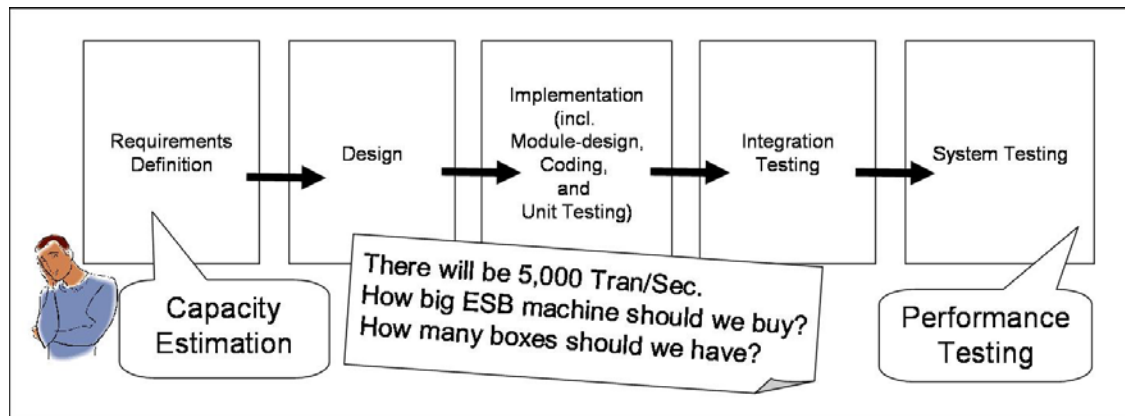 Requirements
Definition
Design
Implementation
(incl.
Module-design,
Coding,
and
Unit Testing)
Integration
Testing
System Testing
Capacity
Estimation
There will be 5,000 Tran/Sec.
How big ESB machine should we buy?
How many boxes should we have?
Performance
Testing